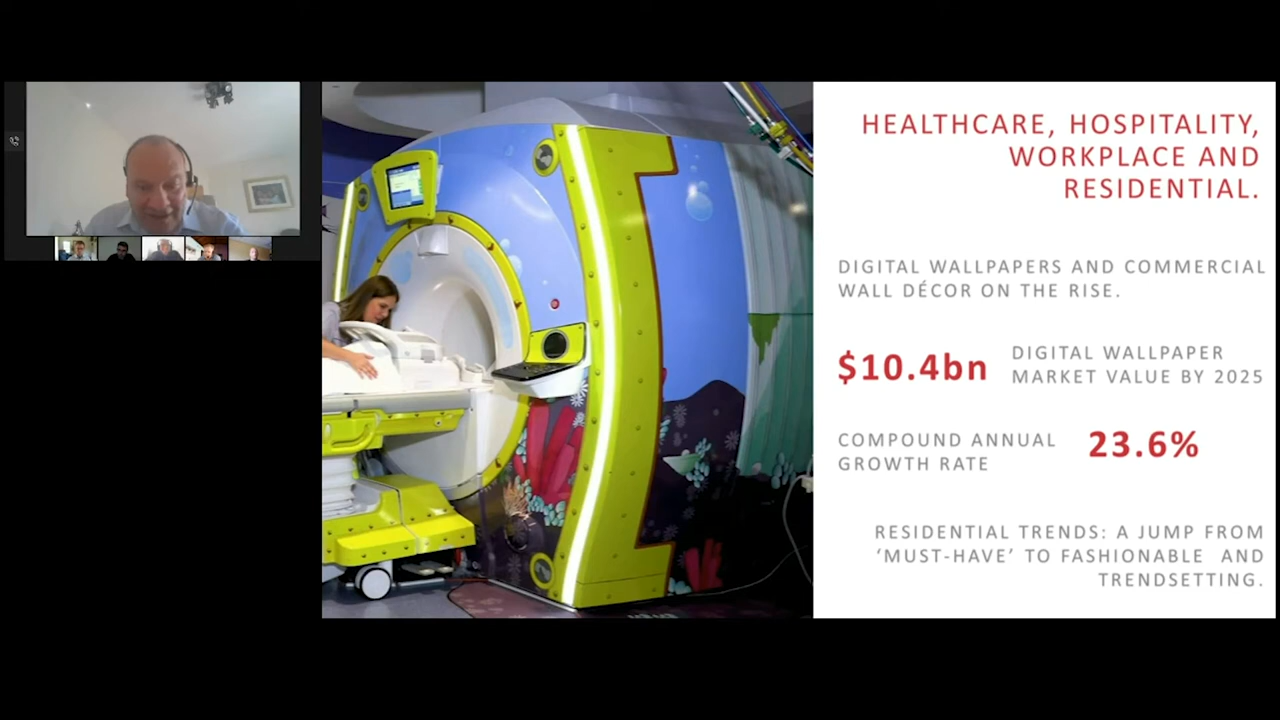 HEALTHCARE, HOSPITALITY,
WORKPLACE AND
RESIDENTIAL.
DIGITAL WALLPAPERS AND COMMERCIAL
WALL DÉCOR ON THE RISE.
$10.4bn
DIGITAL WALLPAPER
MARKET VALUE BY 2025
COMPOUND ANNUAL
GROWTH RATE
23.6%
RESIDENTIAL TRENDS: A JUMP FROM
‘MUST-HAVE’ TO FASHIONABLE AND
TRENDSETTING.